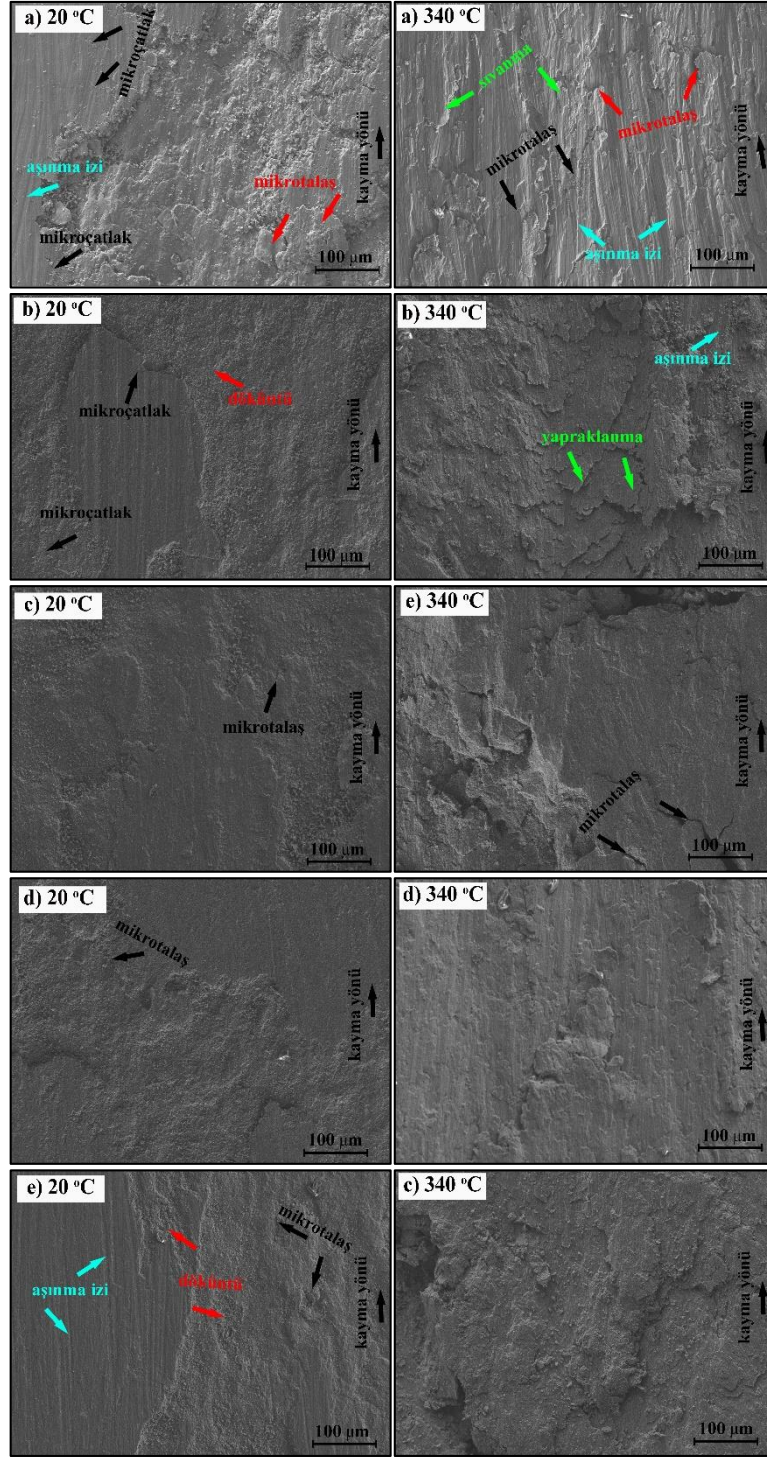 a) 20 °C
mikroçatlak
aşınma izi
mikrotalaş
mikroçatlak
kayma yönü
100 µm
a) 340 °C
sıvanma
mikrotalaş
mikrotalaş
aşınma izi
kayma yönü
100 µm
b) 20 °C
mikroçatlak
döküntü
mikroçatlak
kayma yönü
100 µm
b) 340 °C
aşınma izi
yapraklanma
kayma yönü
100 µm
c) 20 °C
mikrotalaş
kayma yönü
100 µm
e) 340 °C
mikrotalaş
kayma yönü
100 µm
d) 20 °C
mikrotalaş
kayma yönü
100 µm
d) 340 °C
kayma yönü
100 µm
e) 20 °C
mikrotalaş
aşınma izi
döküntü
kayma yönü
100 µm
c) 340 °C
kayma yönü
100 µm